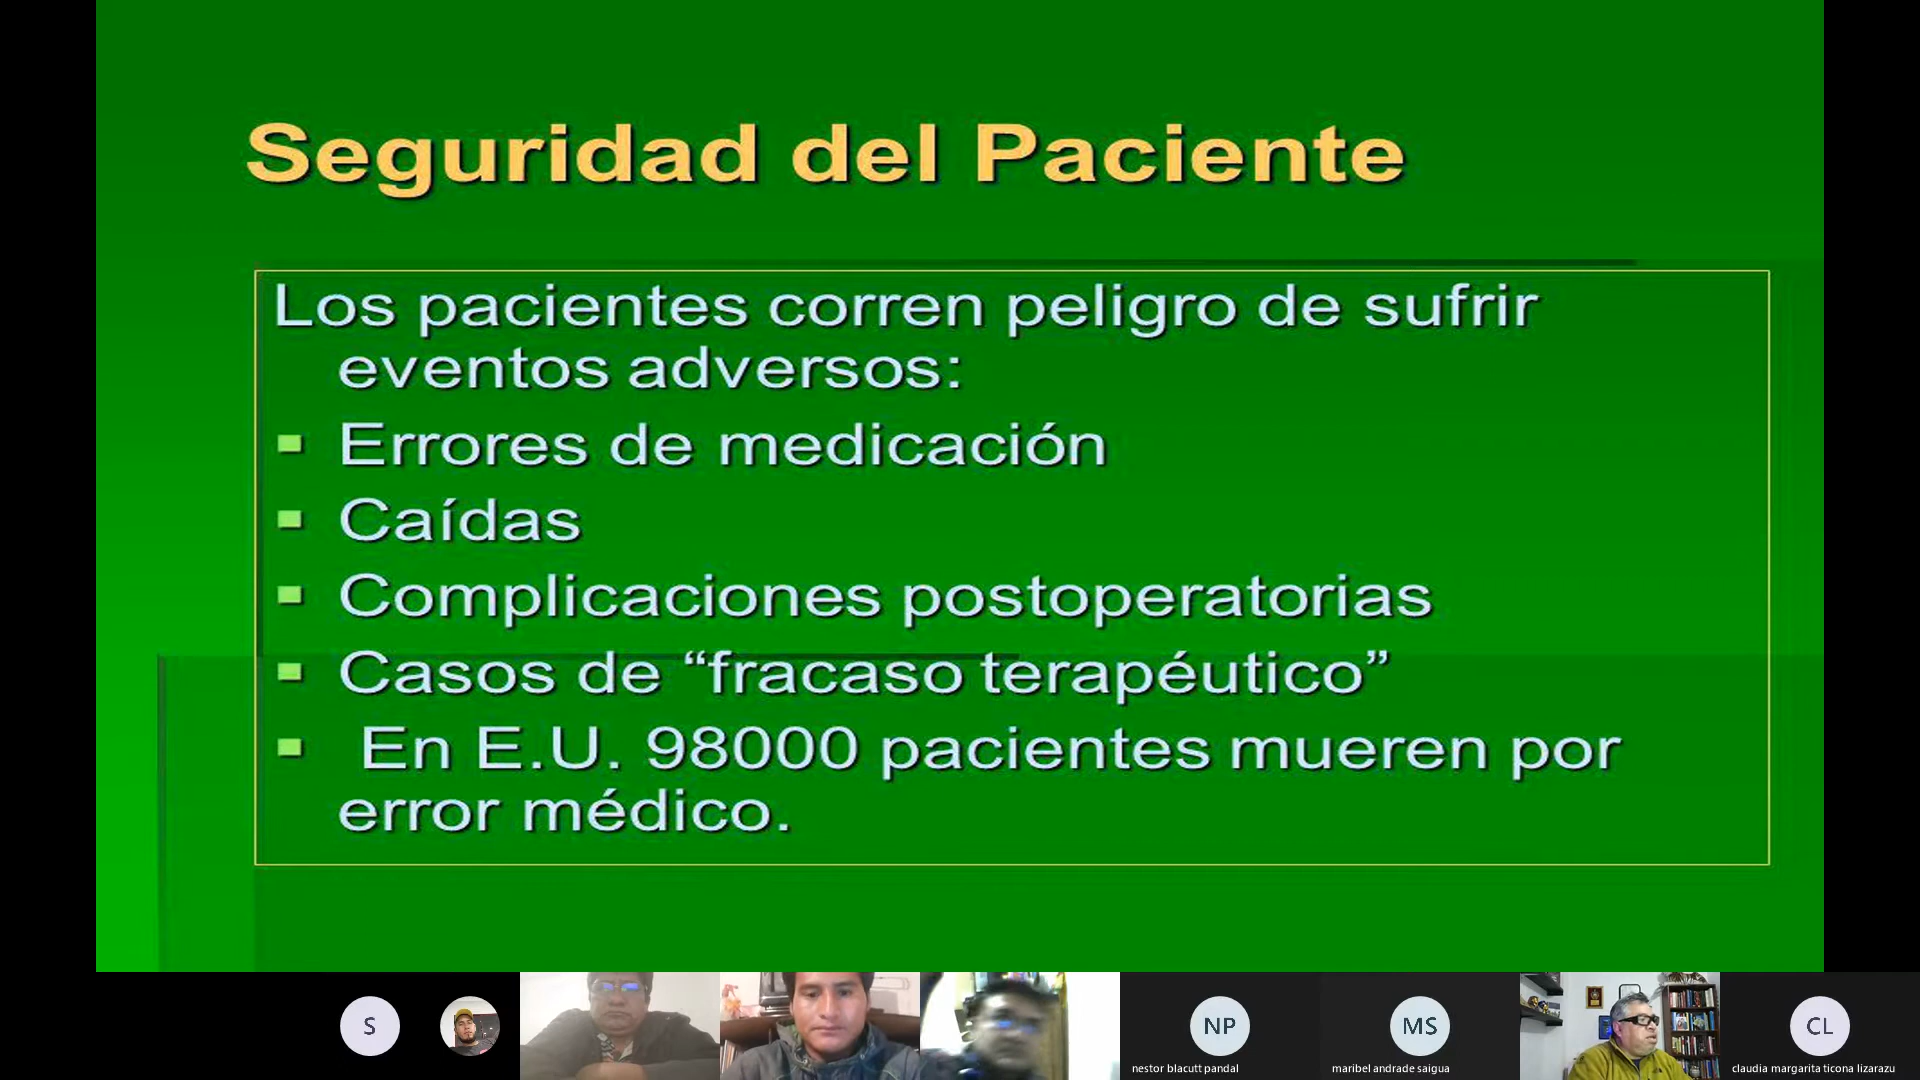 Seguridad del Paciente
Los pacientes corren peligro de sufrir
eventos adversos:
Errores de medicación
Caídas
Complicaciones postoperatorias
Casos de “fracaso terapéutico”
En E.U. 98000 pacientes mueren por
error médico.
S
NP
MS
CL
nestor blacutt pandal
maribel andrade saigua
claudia margarita ticona lizarazu